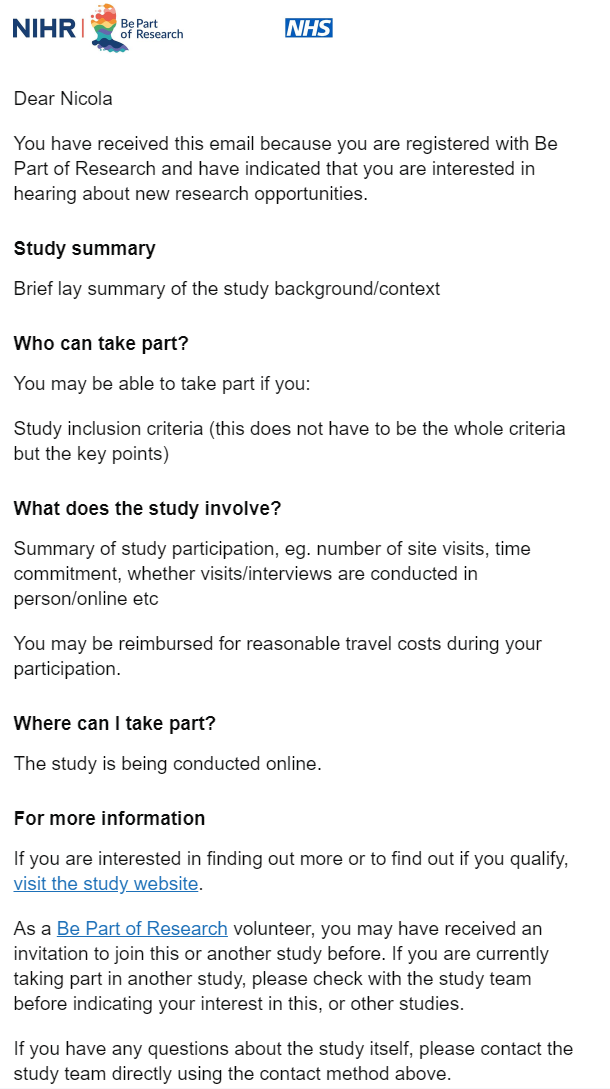 NIHR | Be Part of Research
NHS
Dear Nicola
You have received this email because you are registered with Be
Part of Research and have indicated that you are interested in
hearing about new research opportunities.
Study summary
Brief lay summary of the study background/context
Who can take part?
You may be able to take part if you:
Study inclusion criteria (this does not have to be the whole criteria
but the key points)
What does the study involve?
Summary of study participation, eg. number of site visits, time
commitment, whether visits/interviews are conducted in
person/online etc
You may be reimbursed for reasonable travel costs during your
participation.
Where can I take part?
The study is being conducted online.
For more information
If you are interested in finding out more or to find out if you qualify,
visit the study website.
As a Be Part of Research volunteer, you may have received an
invitation to join this or another study before. If you are currently
taking part in another study, please check with the study team
before indicating your interest in this, or other studies.
If you have any questions about the study itself, please contact the
study team directly using the contact method above.